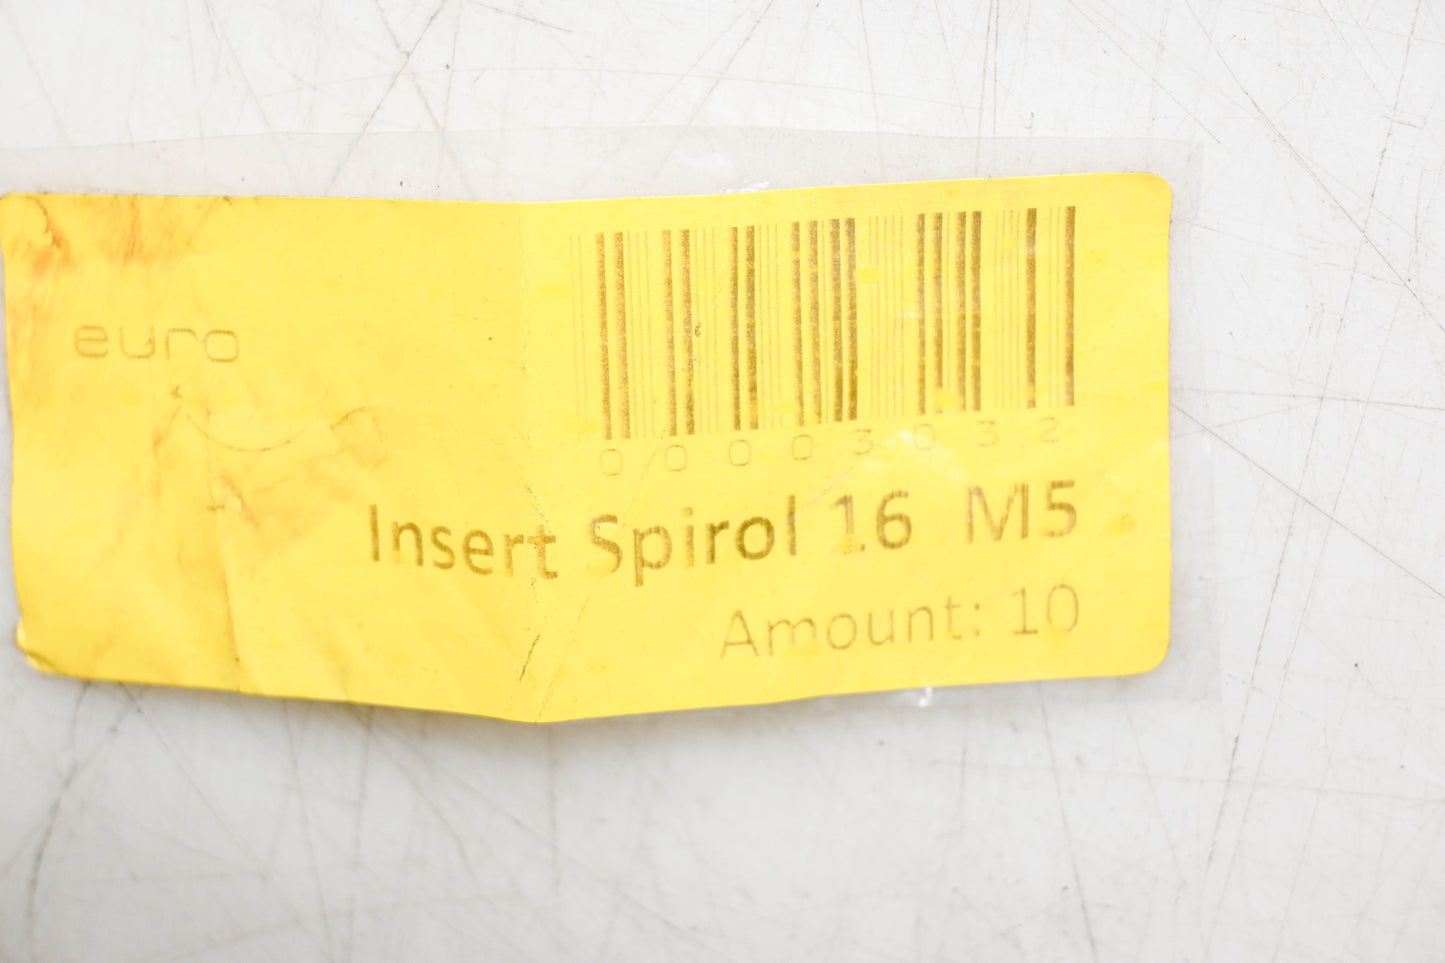 euro
00003032
Insert Spirol 16 M5
Amount: 10